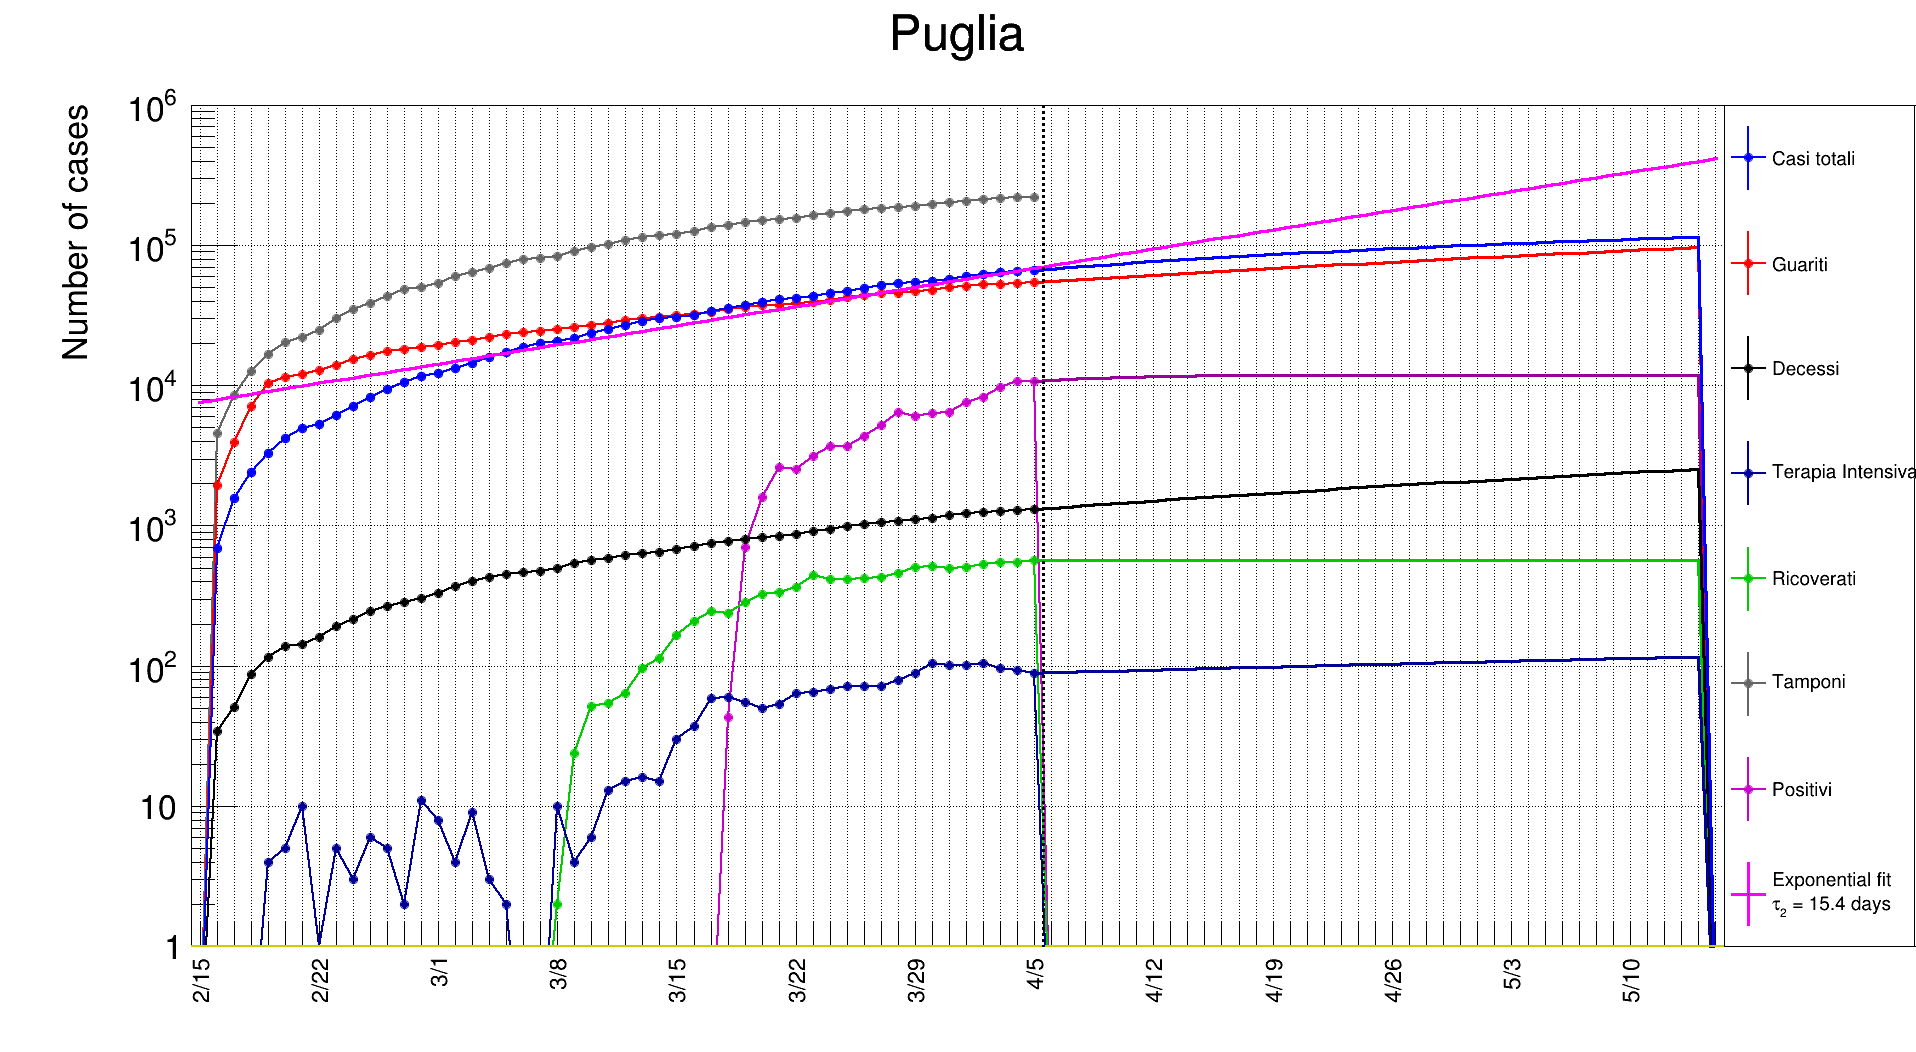 Puglia
Number of cases
10^6
10^5
10^4
10^3
10^2
10
1
2/15
2/22
3/1
3/8
3/15
3/22
3/29
4/5
4/12
4/19
4/26
5/3
5/10
Casi totali
Guariti
Decessi
Terapia Intensiva
Ricoverati
Tamponi
Positivi
Exponential fit
τ₂ = 15.4 days